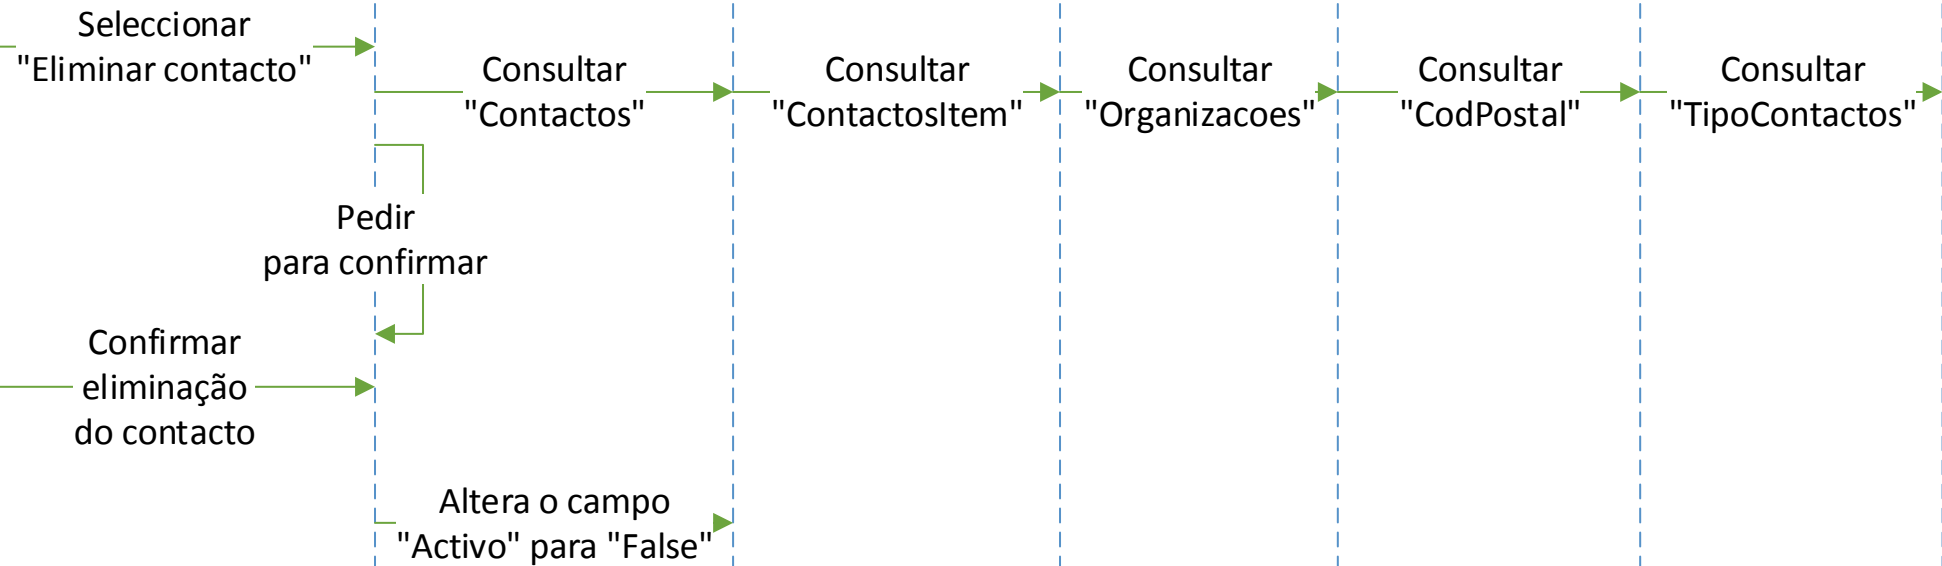 Seleccionar
"Eliminar contacto"
Consultar
"Contactos"
Consultar
"ContactosItem"
Consultar
"Organizacoes"
Consultar
"CodPostal"
Consultar
"TipoContactos"
Pedir
para confirmar
Confirmar
eliminação
do contacto
Altera o campo
"Activo" para "False"